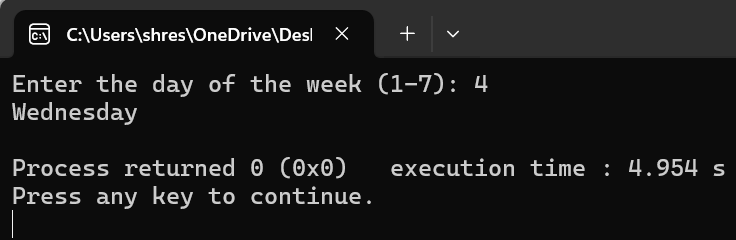 C:\Users\shres\OneDrive\Desl
Enter the day of the week (1-7): 4
Wednesday
Process returned 0 (0x0)   execution time : 4.954 s
Press any key to continue.